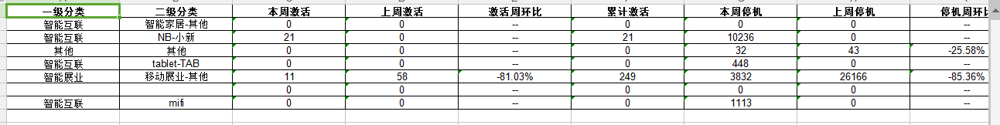 一级分类 二级分类 本周激活 上周激活 激活周环比 累计激活 本周停机 上周停机 停机周环比
智能互联 智能家居-其他 0 0 -- 0 0 0 --
智能互联 NB-小新 21 0 -- 21 10236 0 --
其他 其他 0 0 -- 0 32 43 -25.58%
智能互联 tablet-TAB 0 0 -- 0 448 0 --
智能展业 移动展业-其他 11 58 -81.03% 249 3832 26166 -85.36%
0 0 -- 0 0 0 --
智能互联 mifi 0 0 -- 0 1113 0 --